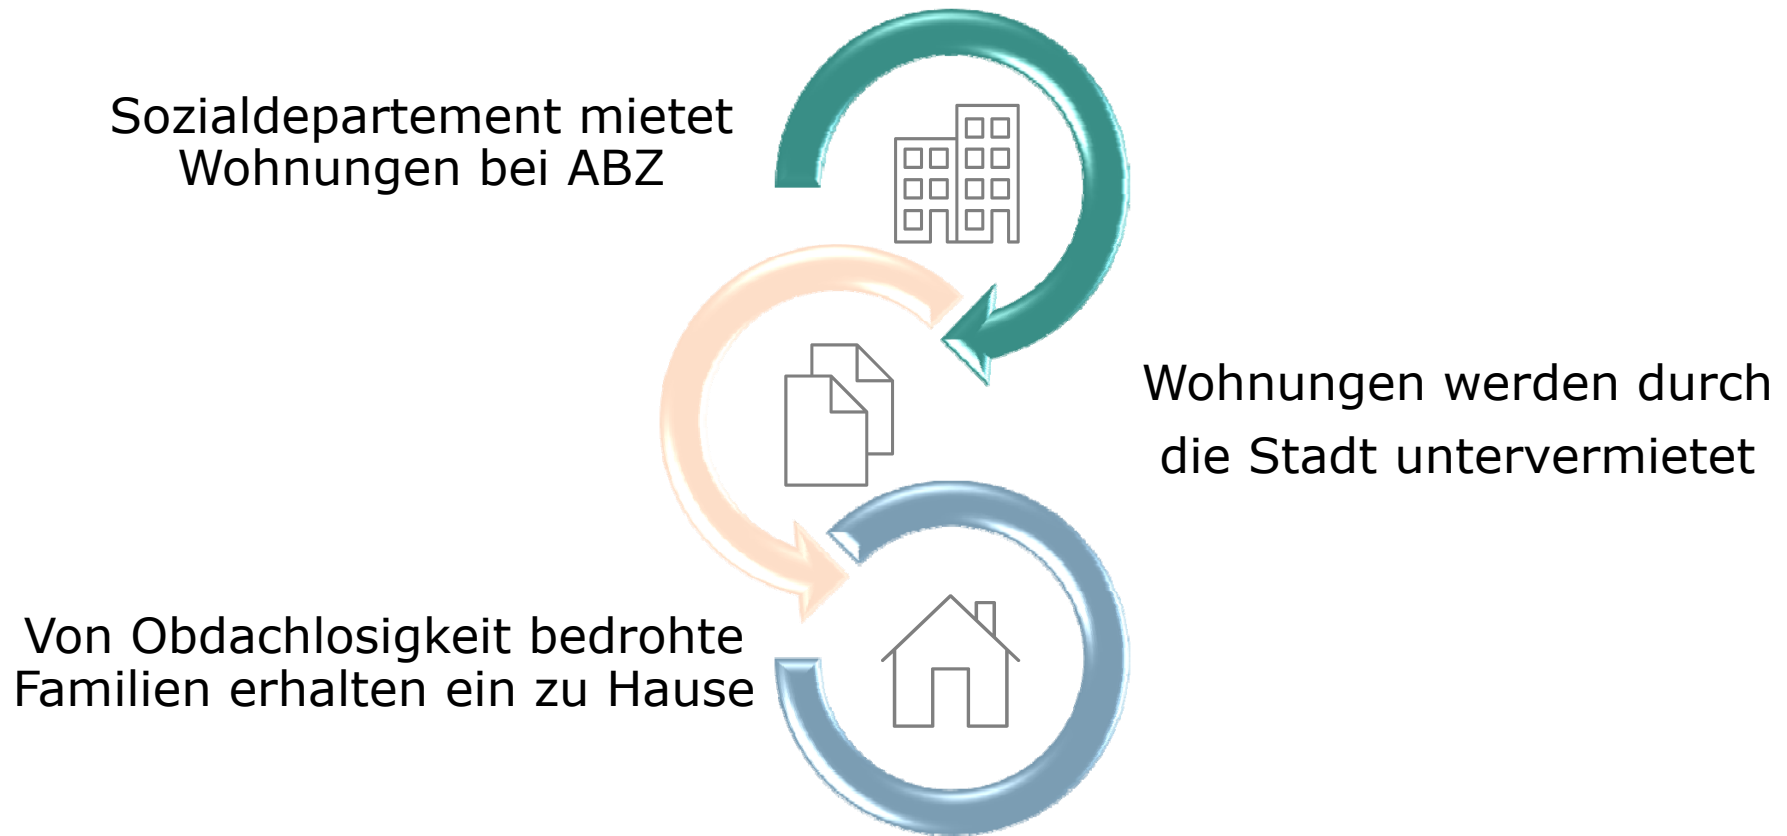 Sozialdepartement mietet
Wohnungen bei ABZ
Wohnungen werden durch
die Stadt untervermietet
Von Obdachlosigkeit bedrohte
Familien erhalten ein zu Hause